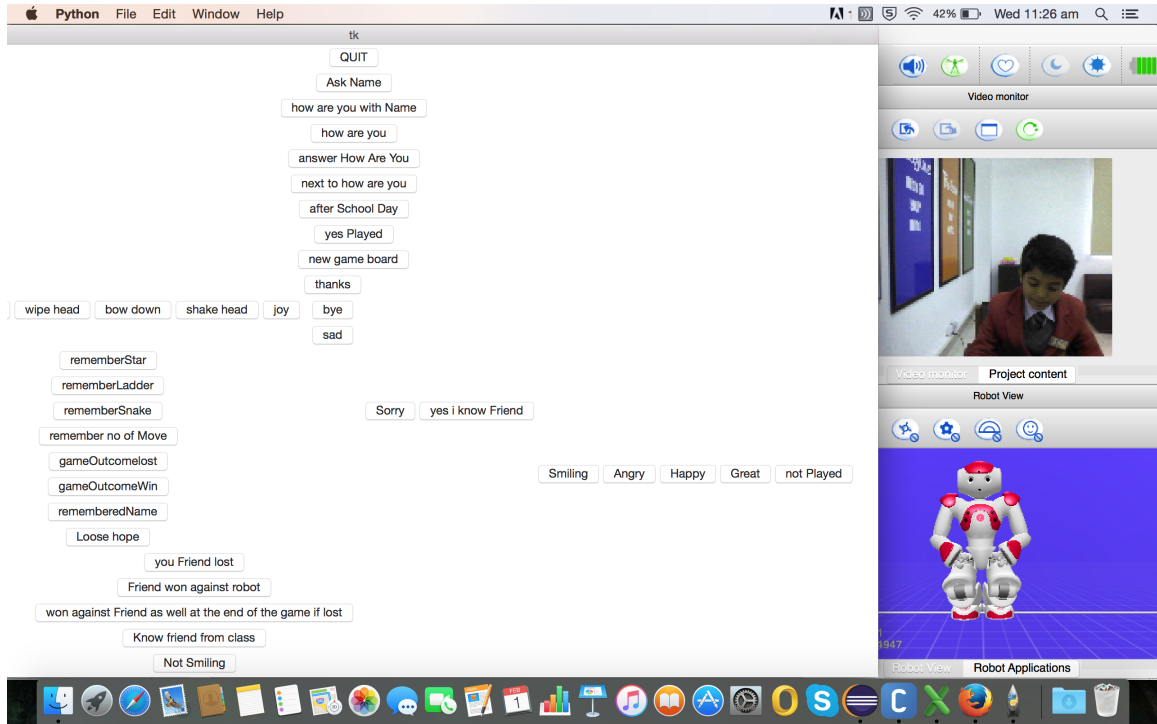 Python File Edit Window Help 42% Wed 11:26 am
tk
QUIT
Ask Name
how are you with Name
how are you
answer How Are You
next to how are you
after School Day
yes Played
new game board
thanks
wipe head bow down shake head joy bye
sad
rememberStar
rememberLadder
rememberSnake
Sorry yes i know Friend
remember no of Move
gameOutcomelost
Smiling Angry Happy Great not Played
gameOutcomeWin
rememberedName
Loose hope
you Friend lost
Friend won against robot
won against Friend as well at the end of the game if lost
Know friend from class
Not Smiling
Video monitor
Video monitor Project content
Robot View
4947
Robot View Robot Applications
FEB
1